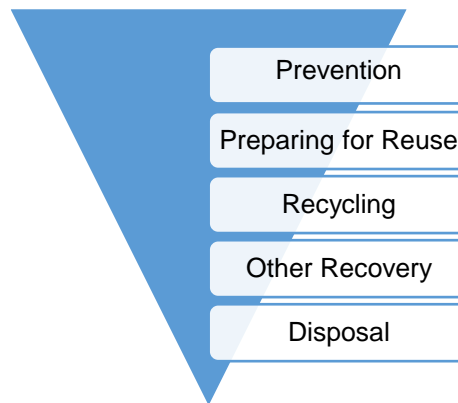 Prevention
Preparing for Reuse
Recycling
Other Recovery
Disposal